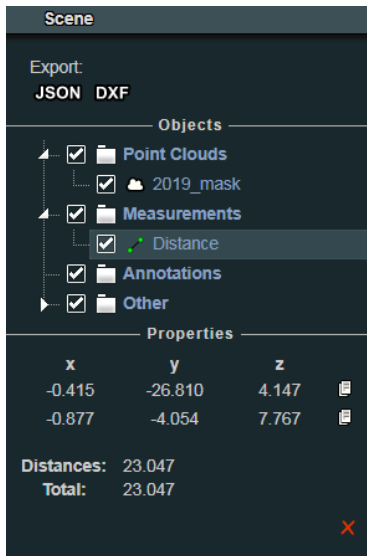 Scene
Export:
JSON DXF
Objects
Point Clouds
2019_mask
Measurements
Distance
Annotations
Other
Properties
x y z
-0.415 -26.810 4.147
-0.877 -4.054 7.767
Distances: 23.047
Total: 23.047